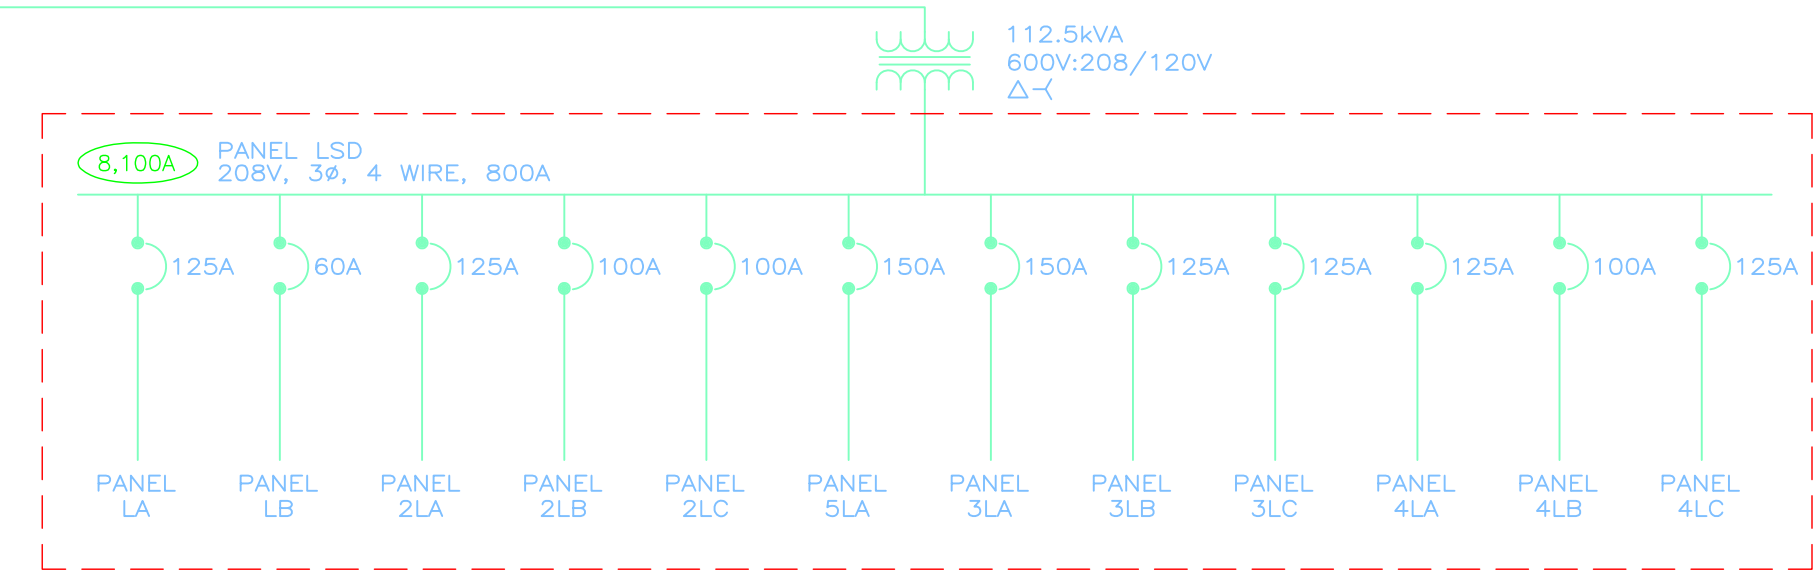 112.5kVA
600V:208/120V
8,100A
PANEL LSD
208V, 3ø, 4 WIRE, 800A
125A
60A
125A
100A
100A
150A
150A
125A
125A
125A
100A
125A
PANEL
LA
PANEL
LB
PANEL
2LA
PANEL
2LB
PANEL
2LC
PANEL
5LA
PANEL
3LA
PANEL
3LB
PANEL
3LC
PANEL
4LA
PANEL
4LB
PANEL
4LC